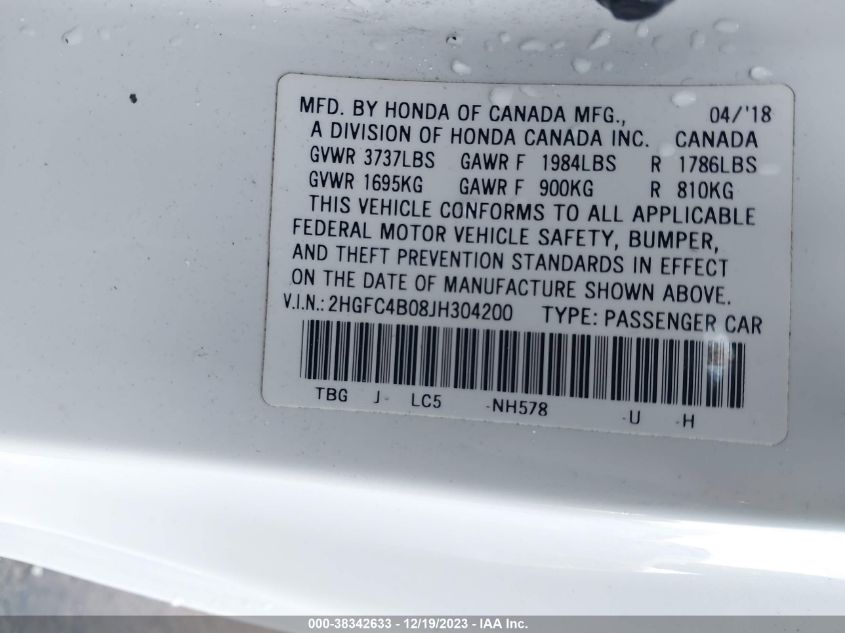 MFD. BY HONDA OF CANADA MFG., 04/'18
A DIVISION OF HONDA CANADA INC. CANADA
GVWR 3737LBS GAWR F 1984LBS R 1786LBS
GVWR 1695KG GAWR F 900KG R 810KG
THIS VEHICLE CONFORMS TO ALL APPLICABLE
FEDERAL MOTOR VEHICLE SAFETY, BUMPER,
AND THEFT PREVENTION STANDARDS IN EFFECT
ON THE DATE OF MANUFACTURE SHOWN ABOVE.
V.I.N.: 2HGFC4B08JH304200 TYPE: PASSENGER CAR
TBG J- LC5 -NH578 -U -H
000-38342633 - 12/19/2023 - IAA Inc.